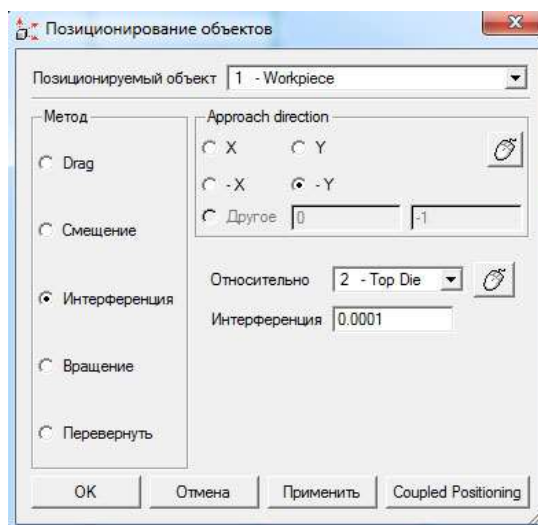 Позиционирование объектов
Позиционируемый объект 1 - Workpiece
Метод
Drag
Смещение
Интерференция
Вращение
Перевернуть
Approach direction
X Y
-X -Y
Другое 0 -1
Относительно 2 - Top Die
Интерференция 0.0001
OK Отмена Применить Coupled Positioning